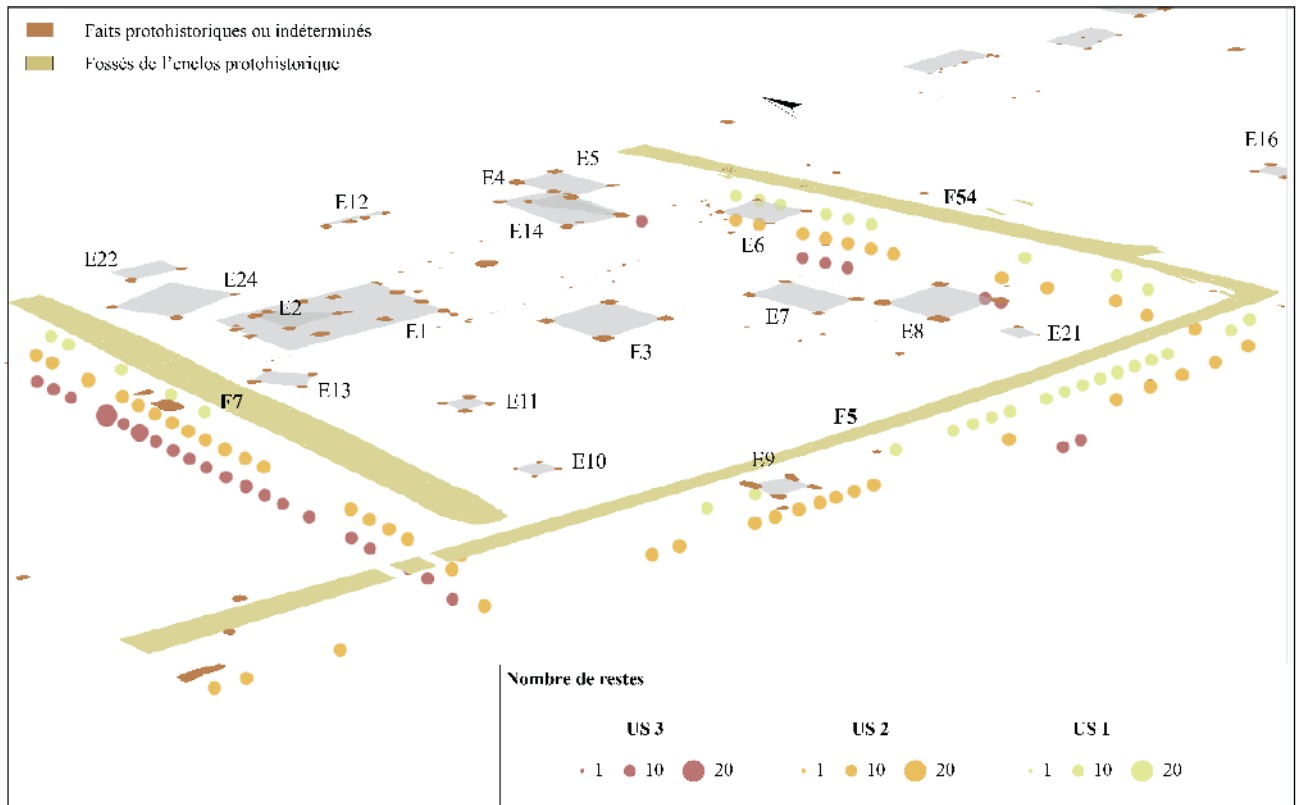 Faits protohistoriques ou indéterminés
Fossés de l'enclos protohistorique
E16
E5
E4
F54
E12
E14
E6
E22
E24
E2
E1
E7
E8
E21
E3
E13
F7
E11
F5
E10
E9
Nombre de restes
US 3 US 2 US 1
1 10 20 1 10 20 1 10 20